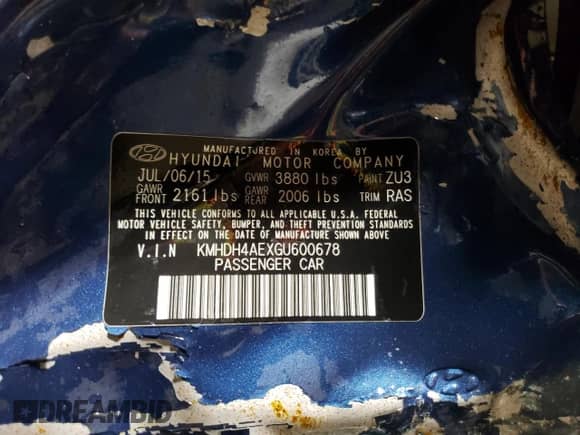 MANUFACTURED IN KOREA BY
HYUNDAI MOTOR COMPANY
JUL/06/15 GVWR 3880 lbs PAINT ZU3
GAWR FRONT 2161 lbs GAWR REAR 2006 lbs TRIM RAS
THIS VEHICLE CONFORMS TO ALL APPLICABLE U.S.A. FEDERAL
MOTOR VEHICLE SAFETY, BUMPER, AND THEFT PREVENTION STANDARDS
IN EFFECT ON THE DATE OF MANUFACTURE SHOWN ABOVE.
V.I.N KMHDH4AEXGU600678
PASSENGER CAR
DREAMBID